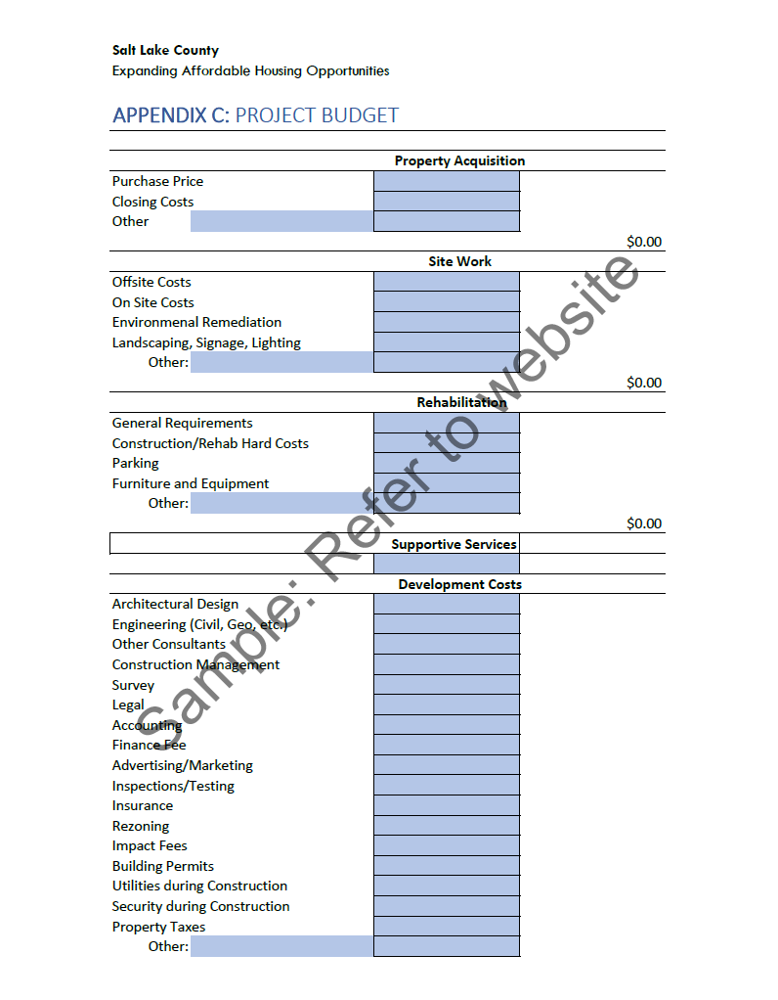 Salt Lake County
Expanding Affordable Housing Opportunities
APPENDIX C: PROJECT BUDGET
Property Acquisition
Purchase Price
Closing Costs
Other
$0.00
Site Work
Offsite Costs
On Site Costs
Environmenal Remediation
Landscaping, Signage, Lighting
Other:
$0.00
Rehabilitation
General Requirements
Construction/Rehab Hard Costs
Parking
Furniture and Equipment
Other:
$0.00
Supportive Services
Development Costs
Architectural Design
Engineering (Civil, Geo, etc.)
Other Consultants
Construction Management
Survey
Legal
Accounting
Finance Fee
Advertising/Marketing
Inspections/Testing
Insurance
Rezoning
Impact Fees
Building Permits
Utilities during Construction
Security during Construction
Property Taxes
Other:
Sample: Refer to website